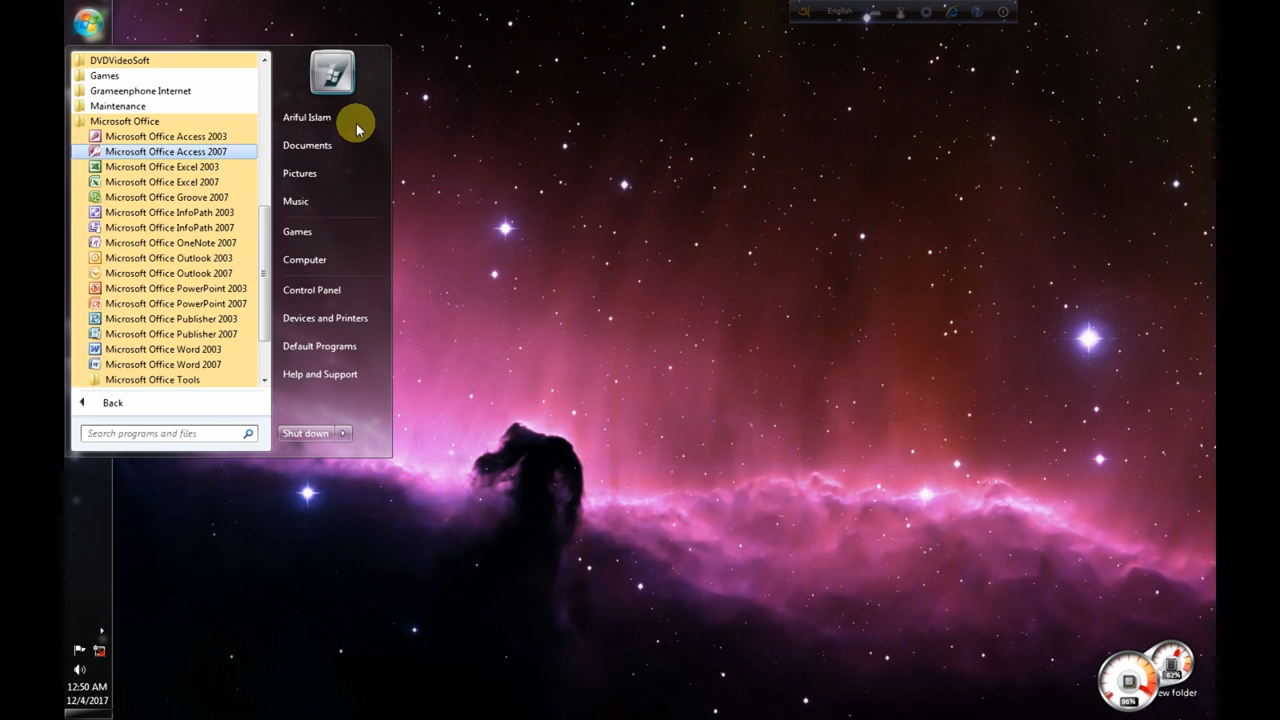 English
DVDVideoSoft
Games
Grameenphone Internet
Maintenance
Microsoft Office
Microsoft Office Access 2003
Microsoft Office Access 2007
Microsoft Office Excel 2003
Microsoft Office Excel 2007
Microsoft Office Groove 2007
Microsoft Office InfoPath 2003
Microsoft Office InfoPath 2007
Microsoft Office OneNote 2007
Microsoft Office Outlook 2003
Microsoft Office Outlook 2007
Microsoft Office PowerPoint 2003
Microsoft Office PowerPoint 2007
Microsoft Office Publisher 2003
Microsoft Office Publisher 2007
Microsoft Office Word 2003
Microsoft Office Word 2007
Microsoft Office Tools
Back
Search programs and files
Ariful Islam
Documents
Pictures
Music
Games
Computer
Control Panel
Devices and Printers
Default Programs
Help and Support
Shut down
12:50 AM
12/4/2017
96%
62%
ew folder